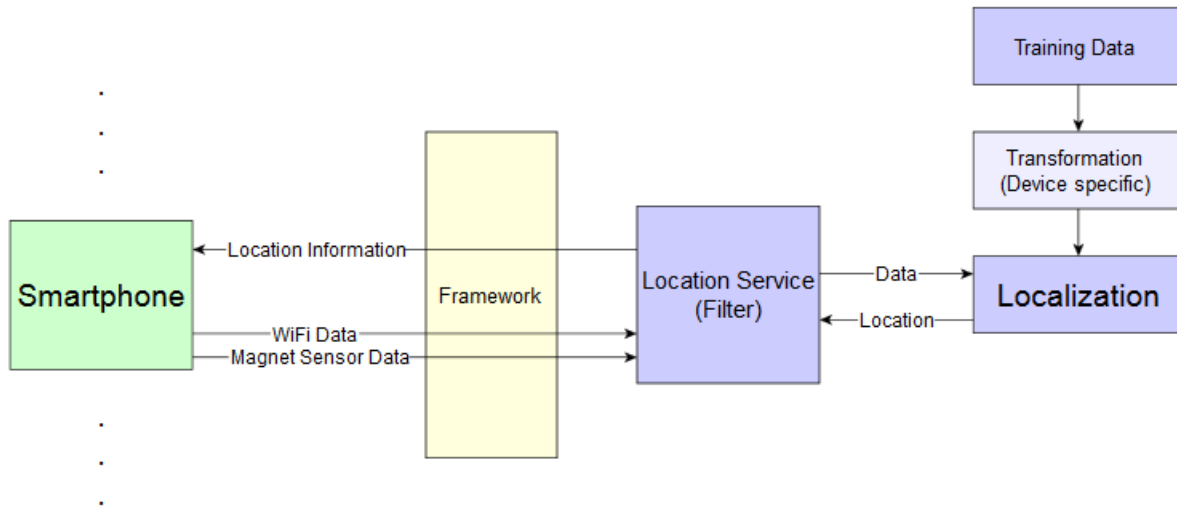 Training Data
Transformation
(Device specific)
Location Information
Smartphone
Framework
Location Service
(Filter)
Data
Localization
Location
WiFi Data
Magnet Sensor Data